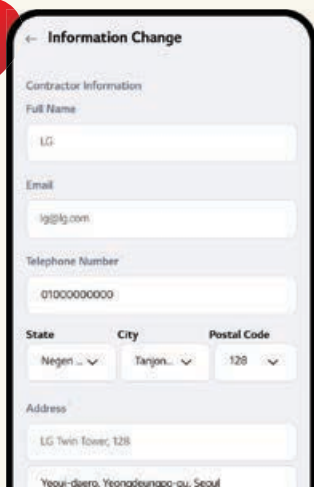 ← Information Change
Contractor Information
Full Name
LG
Email
lg@lg.com
Telephone Number
01000000000
State City Postal Code
Negeri ... Tanjon... 128
Address
LG Twin Tower, 128
Yeoui-daero, Yeongdeungpo-gu, Seoul